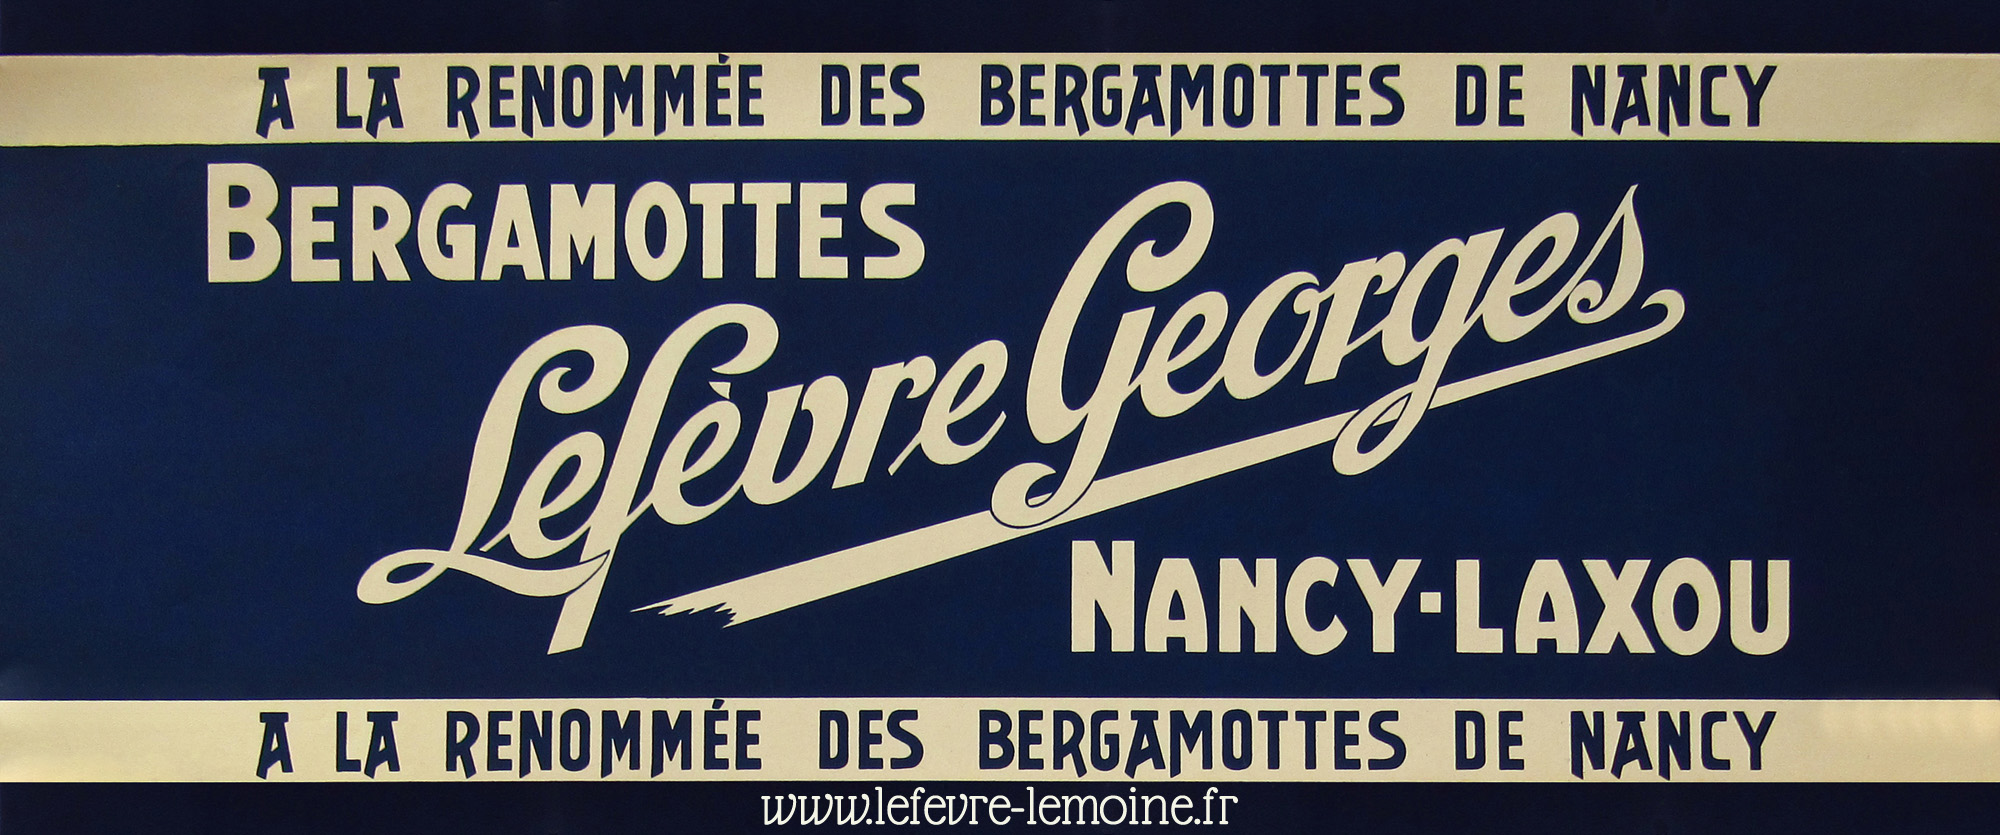 A LA RENOMMÉE DES BERGAMOTTES DE NANCY
BERGAMOTTES
Lefèvre Georges
NANCY-LAXOU
A LA RENOMMÉE DES BERGAMOTTES DE NANCY
www.lefevre-lemoine.fr